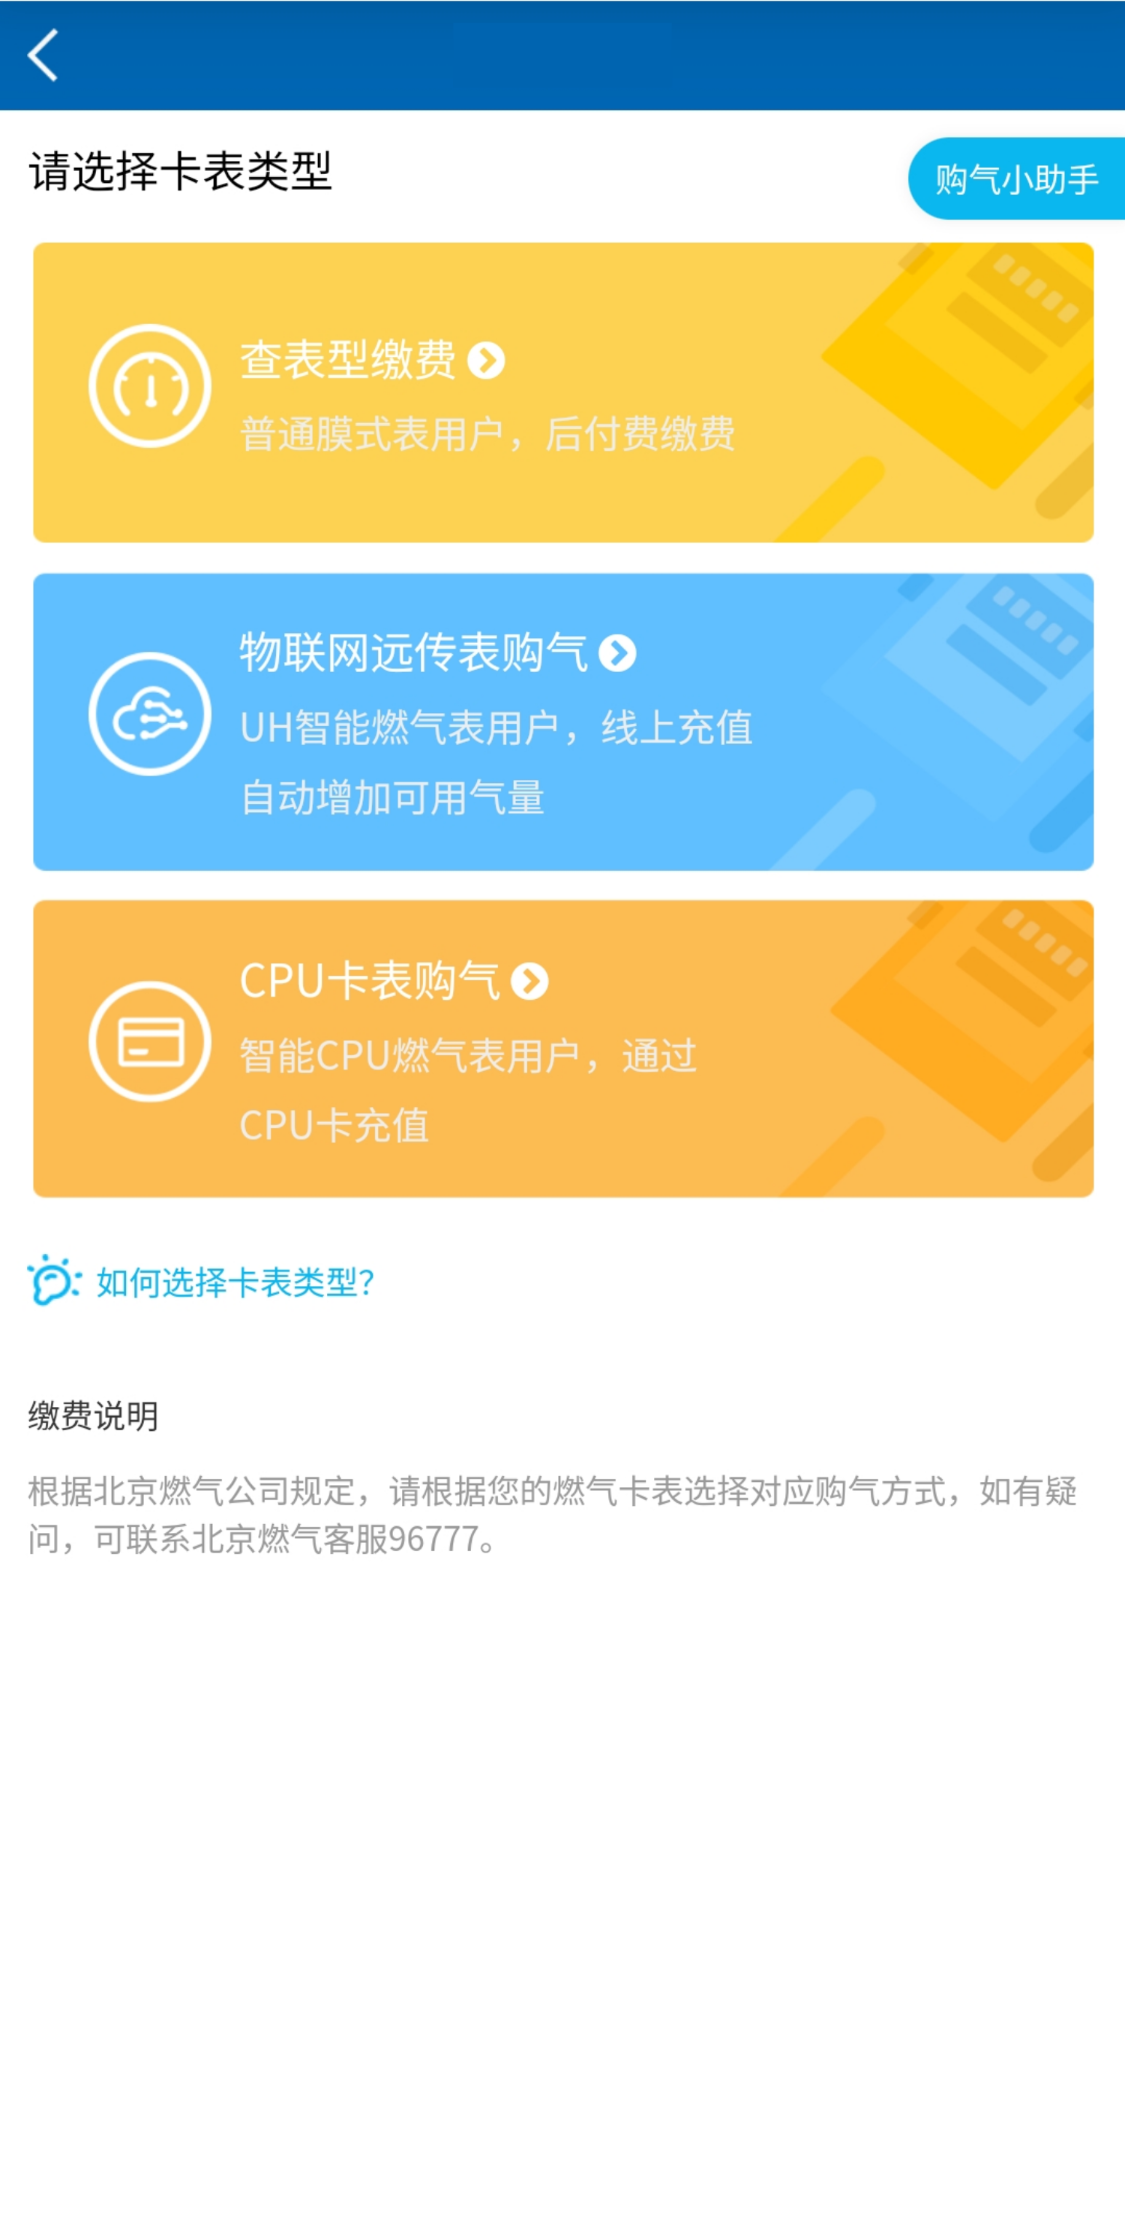 请选择卡表类型
购气小助手
查表型缴费
普通膜式表用户，后付费缴费
物联网远传表购气
UH智能燃气表用户，线上充值
自动增加可用气量
CPU卡表购气
智能CPU燃气表用户，通过
CPU卡充值
如何选择卡表类型？
缴费说明
根据北京燃气公司规定，请根据您的燃气卡表选择对应购气方式，如有疑
问，可联系北京燃气客服96777。